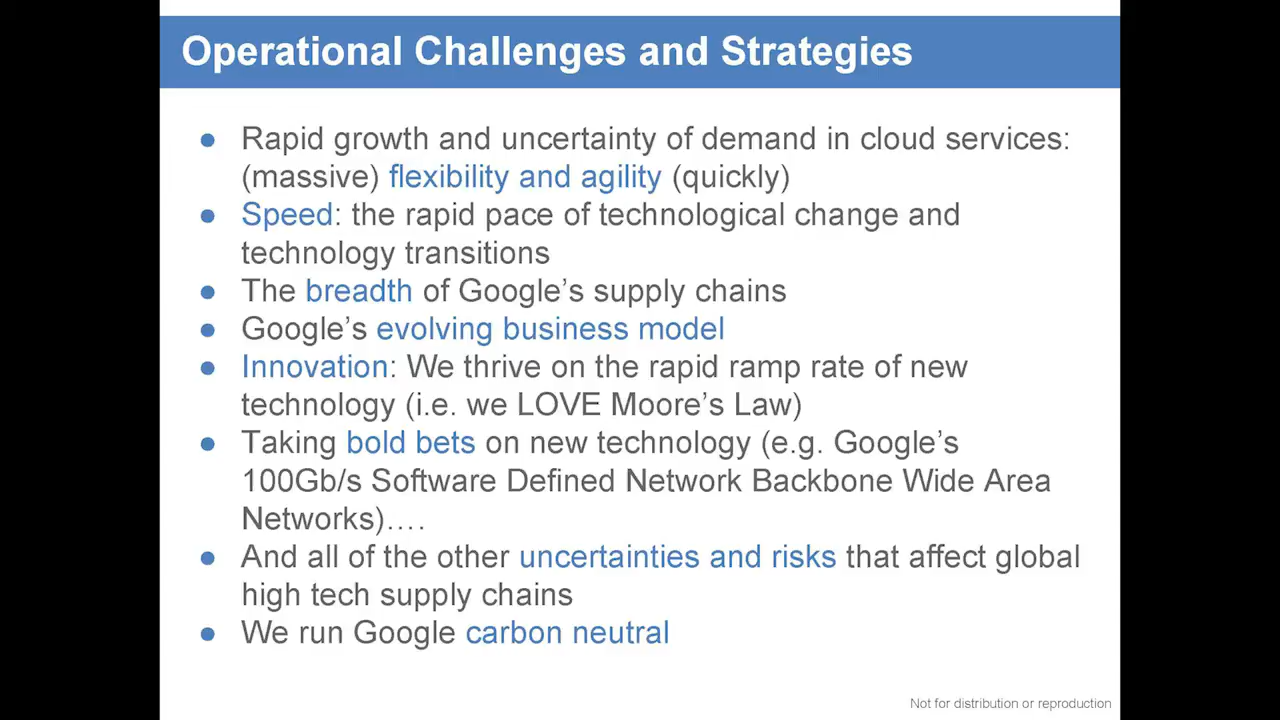 Operational Challenges and Strategies
● Rapid growth and uncertainty of demand in cloud services:
(massive) flexibility and agility (quickly)
● Speed: the rapid pace of technological change and
technology transitions
● The breadth of Google's supply chains
● Google's evolving business model
● Innovation: We thrive on the rapid ramp rate of new
technology (i.e. we LOVE Moore's Law)
● Taking bold bets on new technology (e.g. Google's
100Gb/s Software Defined Network Backbone Wide Area
Networks)….
● And all of the other uncertainties and risks that affect global
high tech supply chains
● We run Google carbon neutral
Not for distribution or reproduction